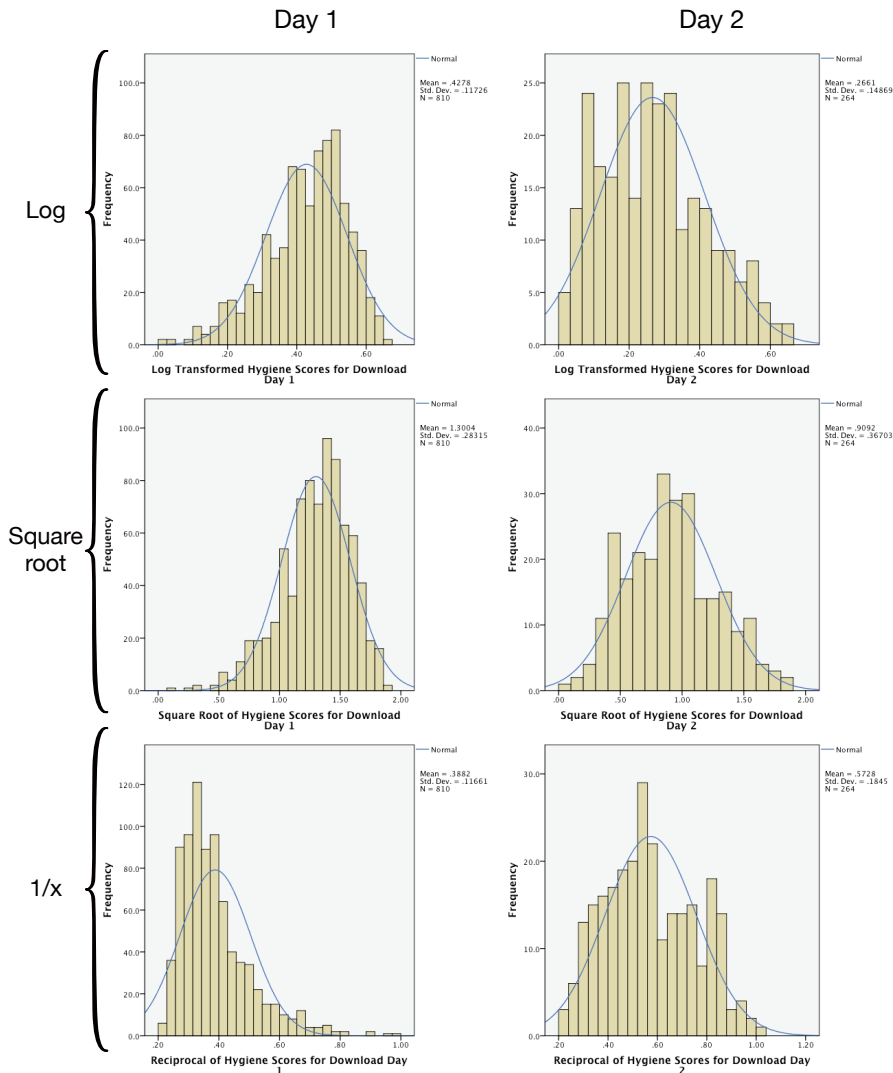 Day 1
Day 2
Log
Normal
Mean = .4278
Std. Dev. = .11726
N = 810
Frequency
100.0
80.0
60.0
40.0
20.0
0.0
.00 .20 .40 .60
Log Transformed Hygiene Scores for Download
Day 1
Normal
Mean = .2661
Std. Dev. = .14869
N = 264
Frequency
25.0
20.0
15.0
10.0
5.0
0.0
.00 .20 .40 .60
Log Transformed Hygiene Scores for Download
Day 2
Square
root
Normal
Mean = 1.3004
Std. Dev. = .28315
N = 810
Frequency
100.0
80.0
60.0
40.0
20.0
0.0
.00 .50 1.00 1.50 2.00
Square Root of Hygiene Scores for Download
Day 1
Normal
Mean = .9092
Std. Dev. = .36703
N = 264
Frequency
40.0
30.0
20.0
10.0
0.0
.00 .50 1.00 1.50 2.00
Square Root of Hygiene Scores for Download
Day 2
1/x
Normal
Mean = .3882
Std. Dev. = .11661
N = 810
Frequency
120.0
100.0
80.0
60.0
40.0
20.0
0.0
.20 .40 .60 .80 1.00
Reciprocal of Hygiene Scores for Download Day
1
Normal
Mean = .5728
Std. Dev. = .1845
N = 264
Frequency
30.0
20.0
10.0
0.0
.20 .40 .60 .80 1.00 1.20
Reciprocal of Hygiene Scores for Download Day
2